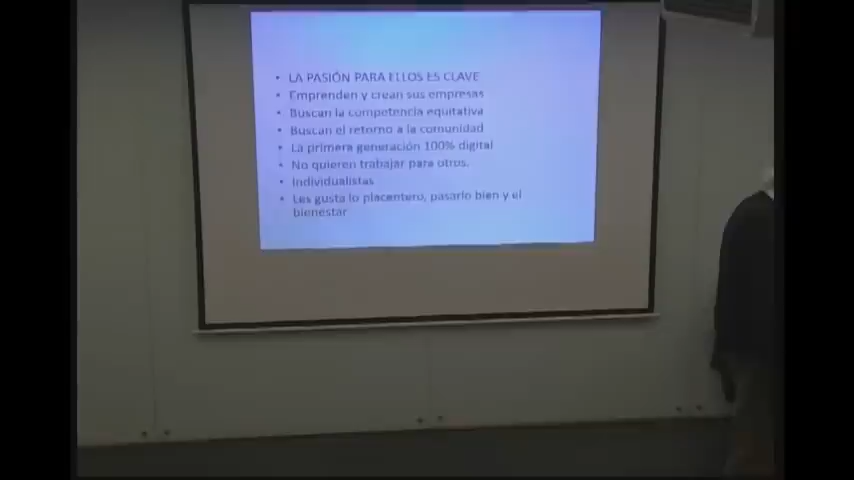 • LA PASIÓN PARA ELLOS ES CLAVE
• Emprenden y crean sus empresas
• Buscan la competencia equitativa
• Buscan el retorno a la comunidad
• La primera generación 100% digital
• No quieren trabajar para otros.
• Individualistas
• Les gusta lo placentero, pasarlo bien y el
bienestar